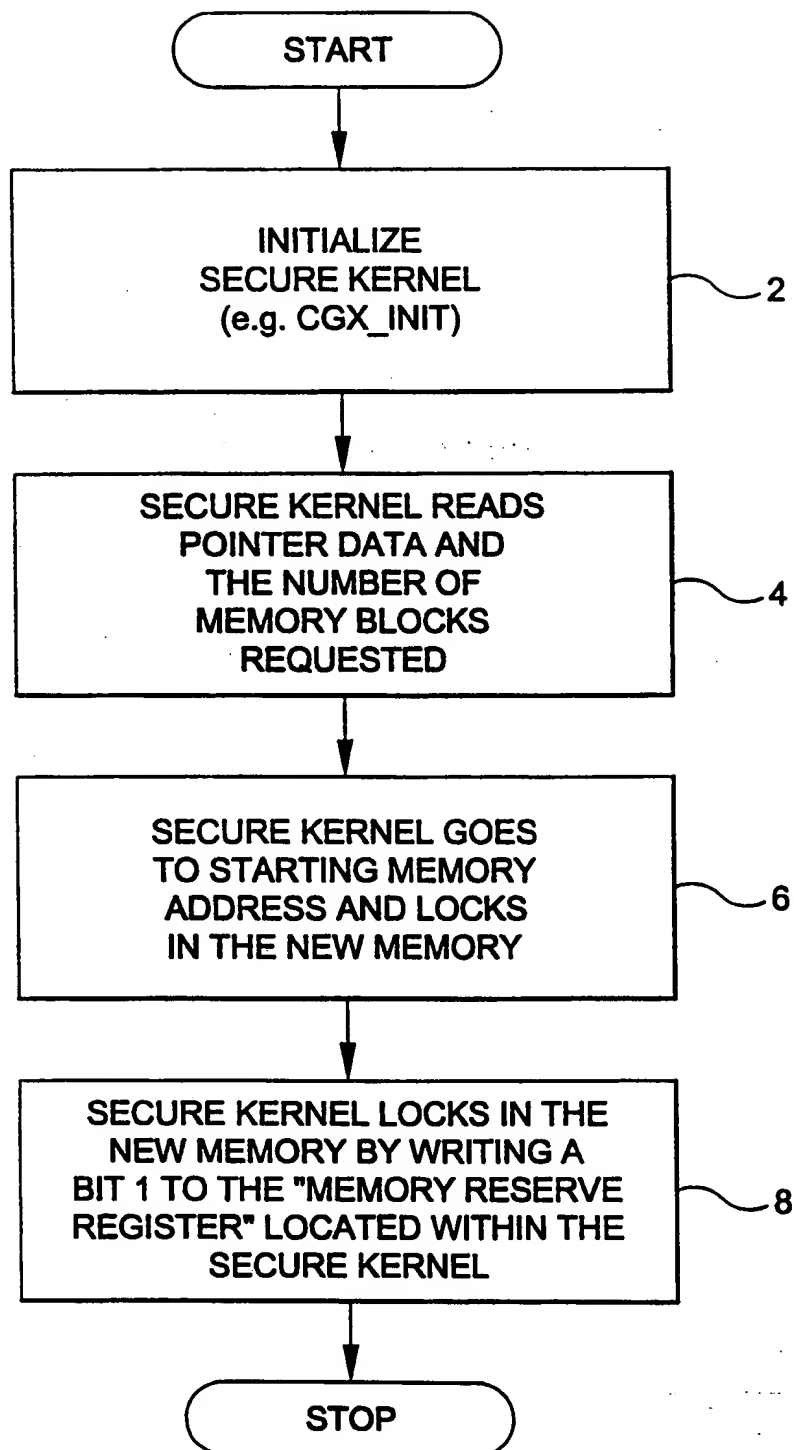 START
INITIALIZE
SECURE KERNEL
(e.g. CGX_INIT)
2
SECURE KERNEL READS
POINTER DATA AND
THE NUMBER OF
MEMORY BLOCKS
REQUESTED
4
SECURE KERNEL GOES
TO STARTING MEMORY
ADDRESS AND LOCKS
IN THE NEW MEMORY
6
SECURE KERNEL LOCKS IN THE
NEW MEMORY BY WRITING A
BIT 1 TO THE "MEMORY RESERVE
REGISTER" LOCATED WITHIN THE
SECURE KERNEL
8
STOP